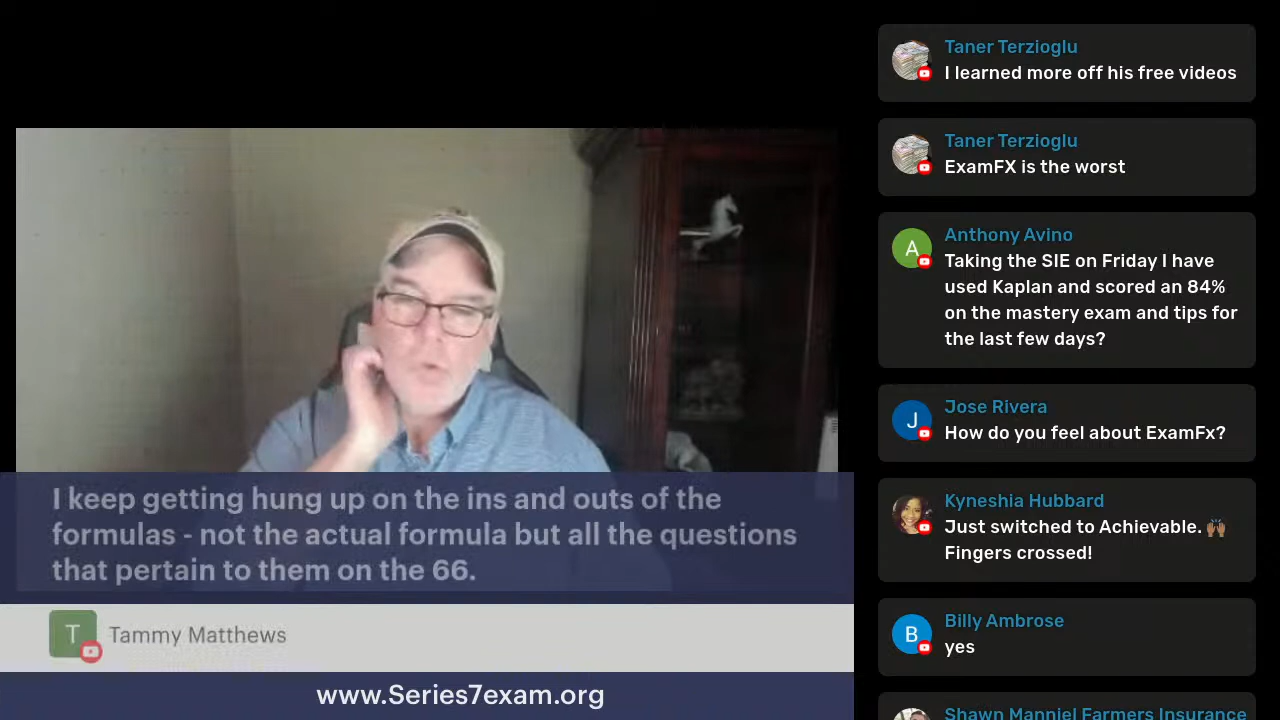 I keep getting hung up on the ins and outs of the
formulas - not the actual formula but all the questions
that pertain to them on the 66.
T
Tammy Matthews
www.Series7exam.org
Taner Terzioglu
I learned more off his free videos
Taner Terzioglu
ExamFX is the worst
A
Anthony Avino
Taking the SIE on Friday I have
used Kaplan and scored an 84%
on the mastery exam and tips for
the last few days?
J
Jose Rivera
How do you feel about ExamFx?
Kyneshia Hubbard
Just switched to Achievable. 🙌🏾
Fingers crossed!
B
Billy Ambrose
yes
Shawn Manniel Farmers Insurance